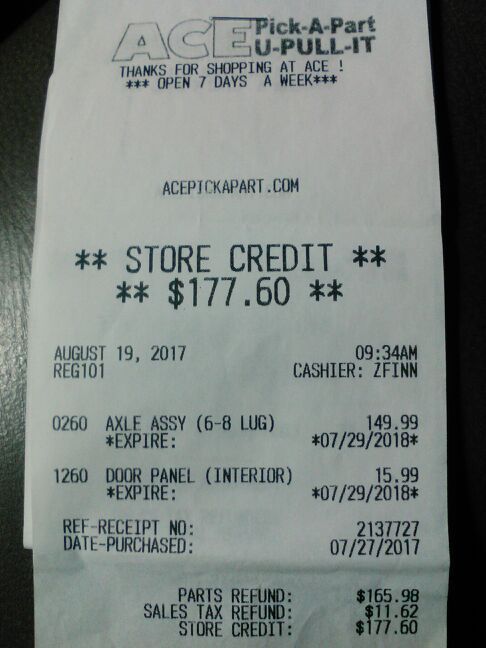 ACE Pick-A-Part
U-PULL-IT
THANKS FOR SHOPPING AT ACE !
*** OPEN 7 DAYS A WEEK***
ACEPICKAPART.COM
** STORE CREDIT **
** $177.60 **
AUGUST 19, 2017 09:34AM
REG101 CASHIER: ZFINN
0260 AXLE ASSY (6-8 LUG) 149.99
*EXPIRE: *07/29/2018*
1260 DOOR PANEL (INTERIOR) 15.99
*EXPIRE: *07/29/2018*
REF-RECEIPT NO: 2137727
DATE-PURCHASED: 07/27/2017
PARTS REFUND: $165.98
SALES TAX REFUND: $11.62
STORE CREDIT: $177.60